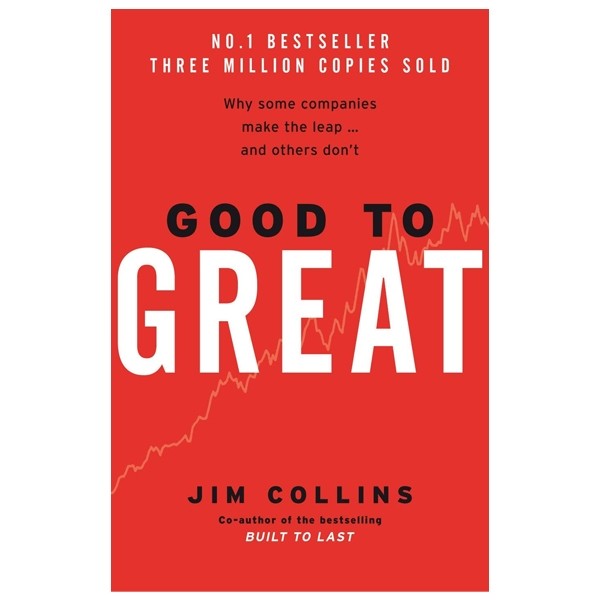 NO.1 BESTSELLER
THREE MILLION COPIES SOLD
Why some companies
make the leap ...
and others don't
GOOD TO
GREAT
JIM COLLINS
Co-author of the bestselling
BUILT TO LAST